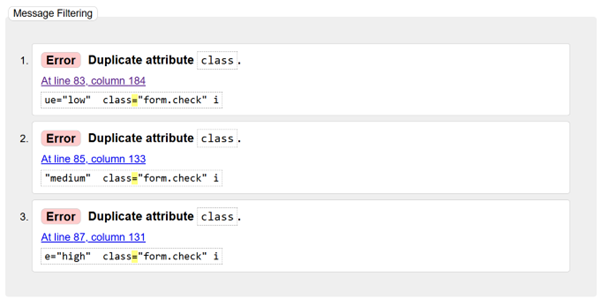 Message Filtering
1. Error Duplicate attribute class.
At line 83, column 184
ue="low"  class="form.check" i
2. Error Duplicate attribute class.
At line 85, column 133
"medium"  class="form.check" i
3. Error Duplicate attribute class.
At line 87, column 131
e="high"  class="form.check" i